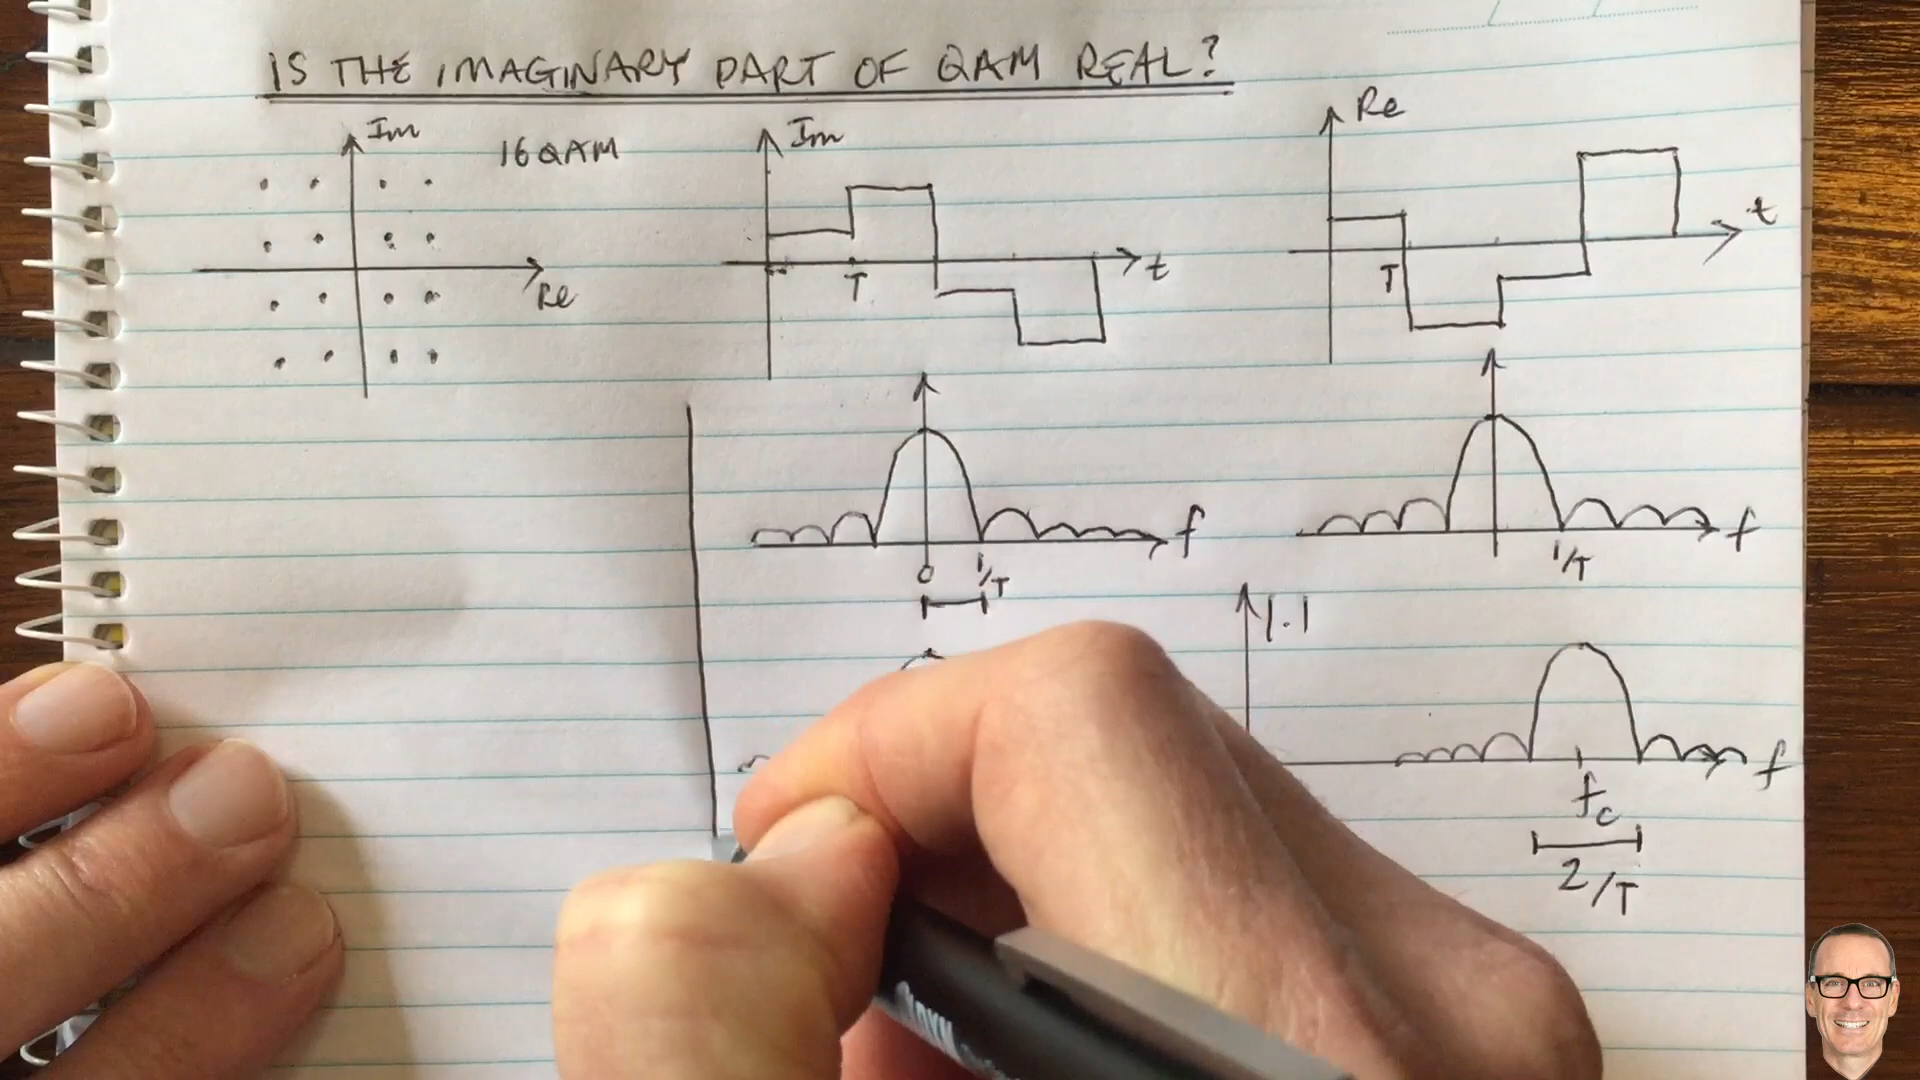 IS THE IMAGINARY PART OF QAM REAL?
Im
16QAM
Re
Im
T
t
Re
T
t
f
0
1/T
f
1/T
|.|
f
fc
2/T